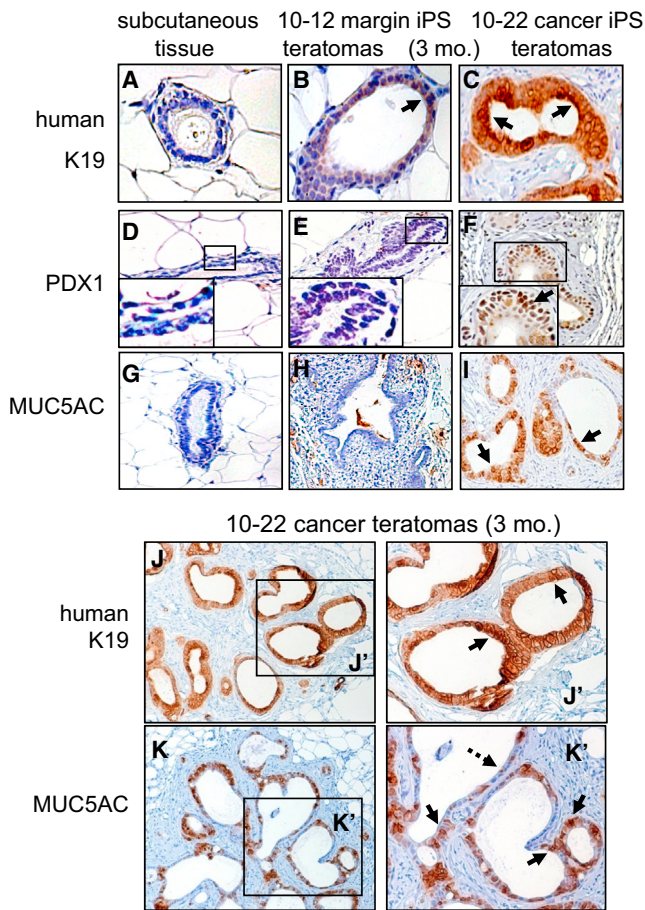 subcutaneous tissue
10-12 margin iPS teratomas (3 mo.)
10-22 cancer iPS teratomas
human K19
A
B
C
PDX1
D
E
F
MUC5AC
G
H
I
10-22 cancer teratomas (3 mo.)
human K19
J
J'
J'
MUC5AC
K
K'
K'